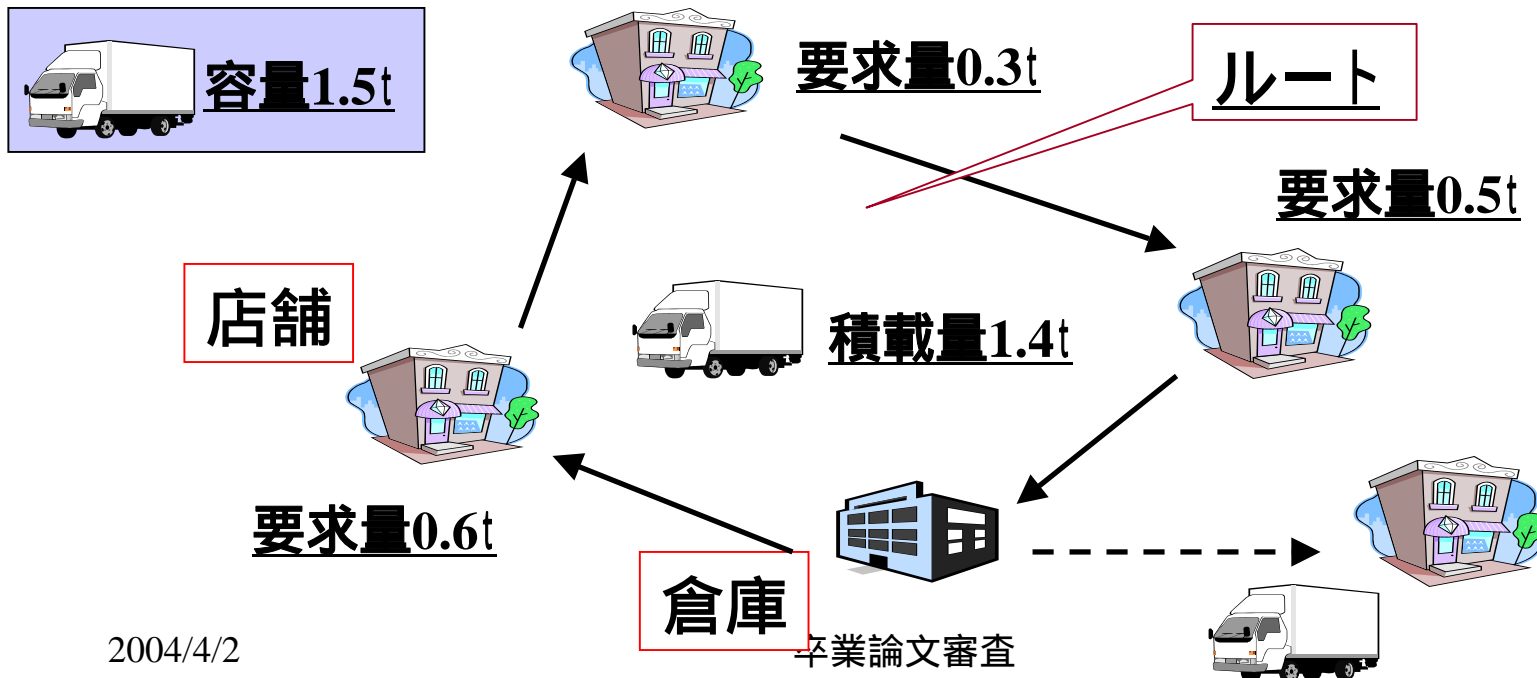 容量1.5t
要求量0.3t
ルート
要求量0.5t
店舗
積載量1.4t
要求量0.6t
倉庫
2004/4/2
卒業論文審査